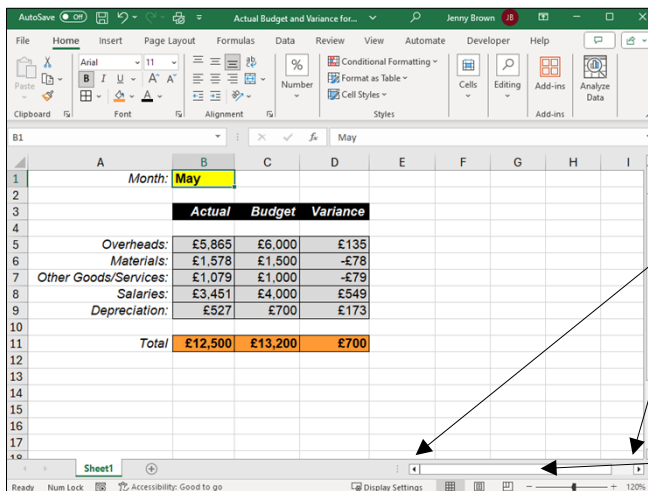 AutoSave Off Actual Budget and Variance for... Jenny Brown JB
File Home Insert Page Layout Formulas Data Review View Automate Developer Help
Paste Arial 11 Number Conditional Formatting Cells Editing Add-ins Analyze Data
B I U A Format as Table
A Cell Styles
Clipboard Font Alignment Styles Add-ins
B1 fx May
A B C D E F G H I
1 Month: May
2
3 Actual Budget Variance
4
5 Overheads: £5,865 £6,000 £135
6 Materials: £1,578 £1,500 -£78
7 Other Goods/Services: £1,079 £1,000 -£79
8 Salaries: £3,451 £4,000 £549
9 Depreciation: £527 £700 £173
10
11 Total £12,500 £13,200 £700
12
13
14
15
16
17
18
Sheet1
Ready Num Lock Accessibility: Good to go Display Settings 120%